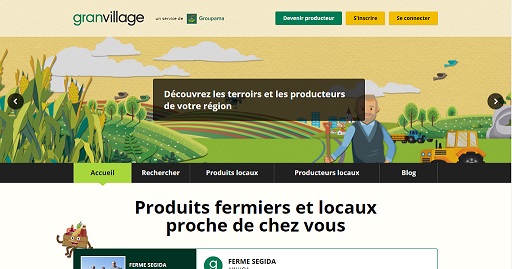 granvillage
un service de Groupama
Devenir producteur
S'inscrire
Se connecter
Découvrez les terroirs et les producteurs
de votre région
Accueil
Rechercher
Produits locaux
Producteurs locaux
Blog
Produits fermiers et locaux
proche de chez vous
FERME SEGIDA
FERME SEGIDA